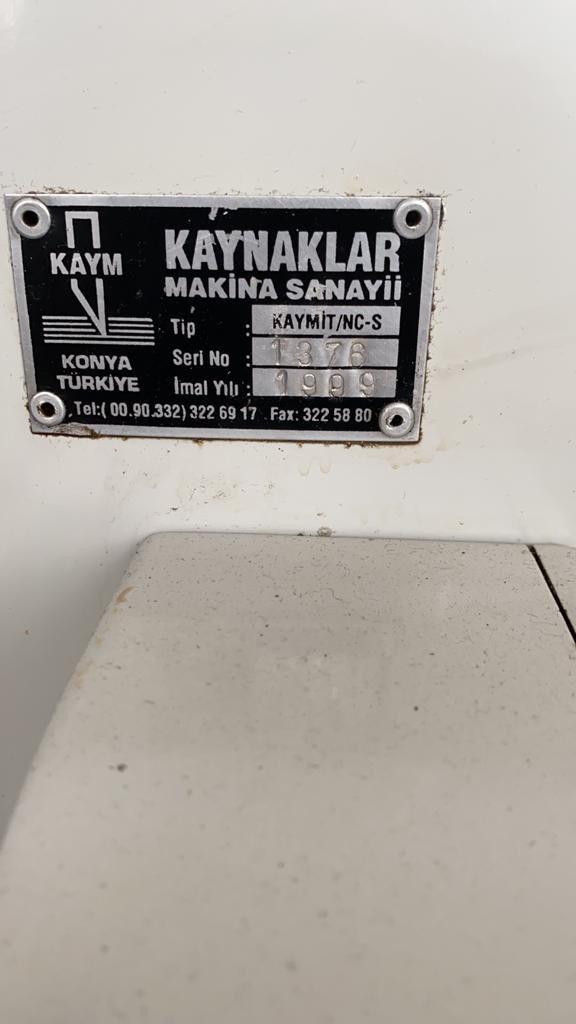 KAYM
KONYA
TÜRKİYE
KAYNAKLAR
MAKİNA SANAYİİ
Tip : KAYMİT/NC-S
Seri No : 1376
İmal Yılı : 1999
Tel:( 00.90.332) 322 69 17 Fax: 322 58 80